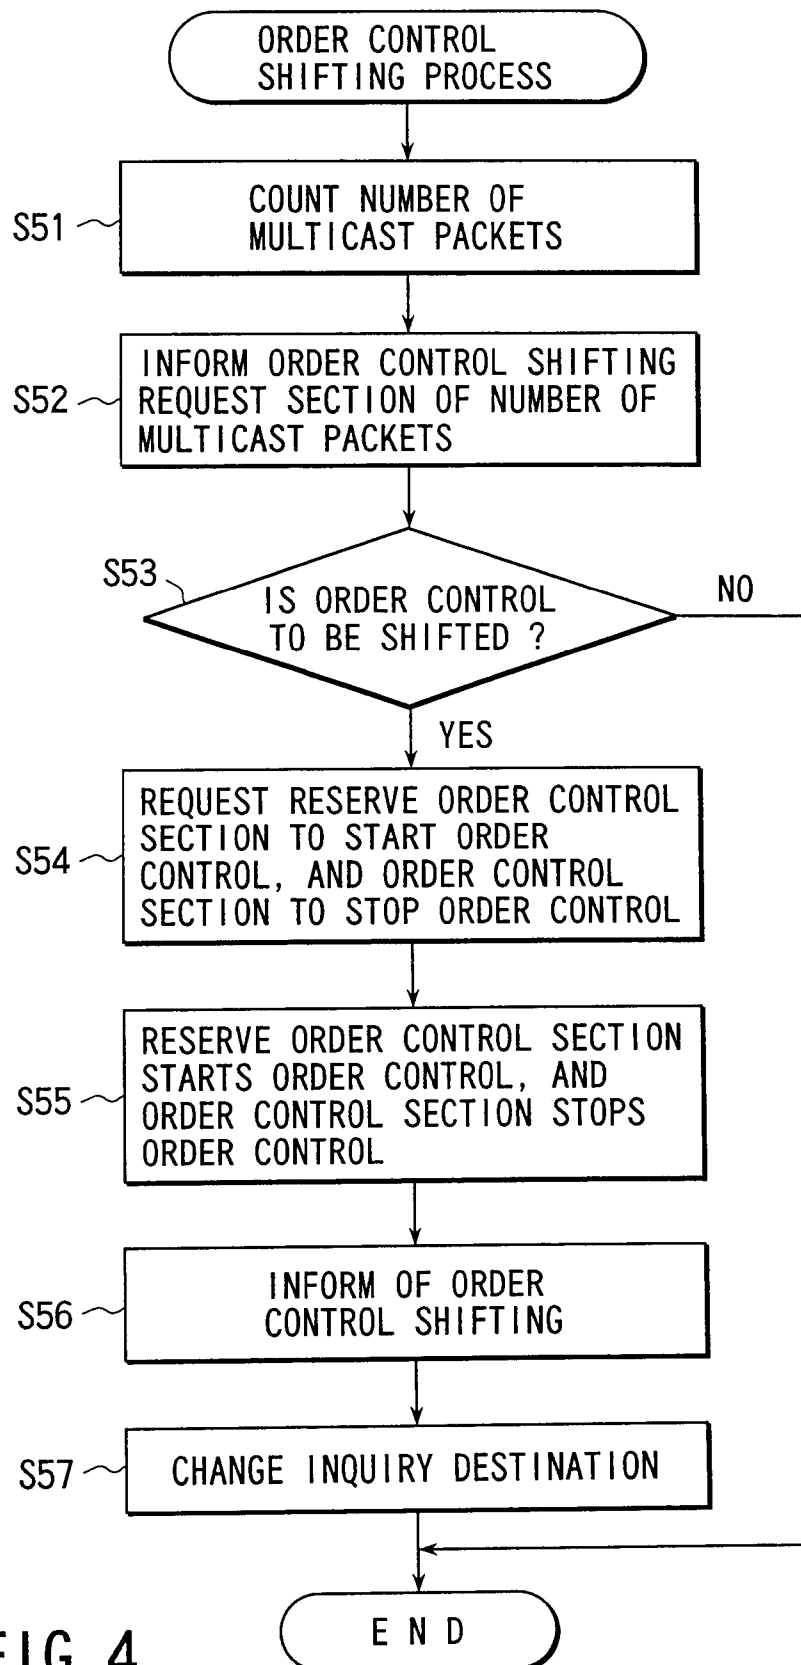 ORDER CONTROL
SHIFTING PROCESS
S51
COUNT NUMBER OF
MULTICAST PACKETS
S52
INFORM ORDER CONTROL SHIFTING
REQUEST SECTION OF NUMBER OF
MULTICAST PACKETS
S53
IS ORDER CONTROL
TO BE SHIFTED ?
NO
YES
S54
REQUEST RESERVE ORDER CONTROL
SECTION TO START ORDER
CONTROL, AND ORDER CONTROL
SECTION TO STOP ORDER CONTROL
S55
RESERVE ORDER CONTROL SECTION
STARTS ORDER CONTROL, AND
ORDER CONTROL SECTION STOPS
ORDER CONTROL
S56
INFORM OF ORDER
CONTROL SHIFTING
S57
CHANGE INQUIRY DESTINATION
END
FIG. 4